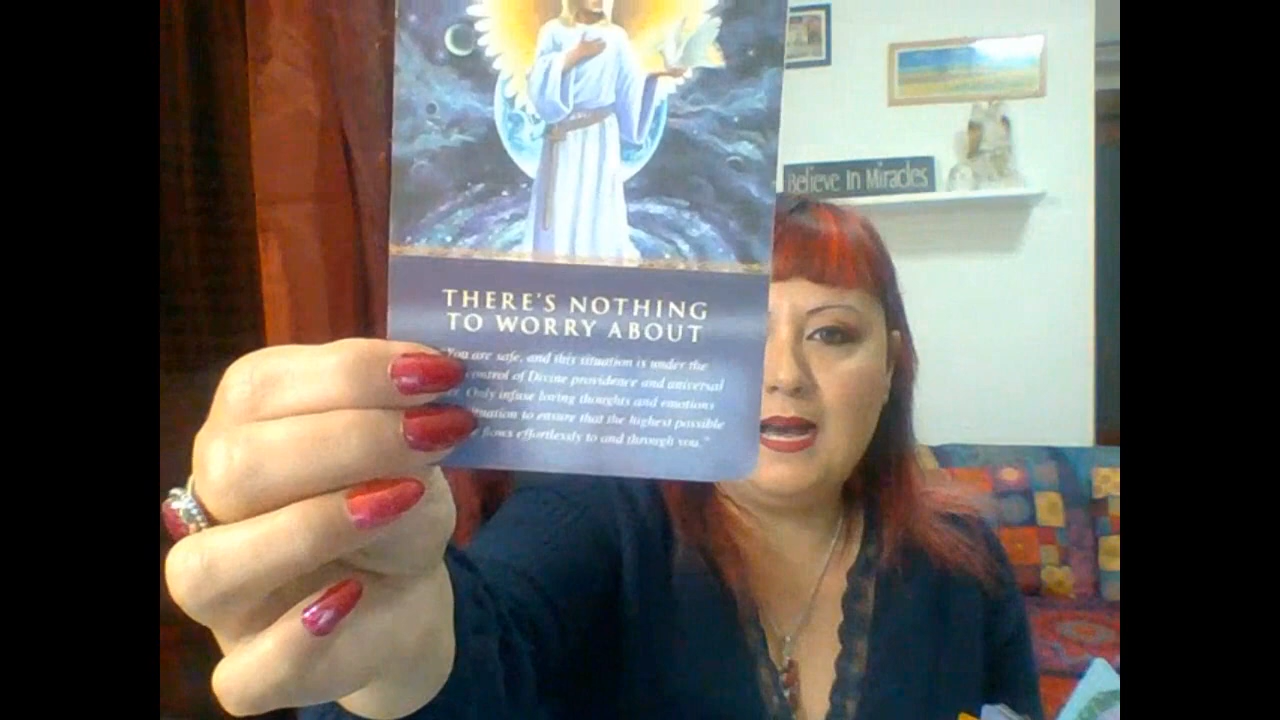 Believe in Miracles
THERE'S NOTHING
TO WORRY ABOUT
You are safe, and this situation is under the
control of Divine providence and universal
Only infuse loving thoughts and emotions
to ensure that the highest possible
flows effortlessly to and through you."